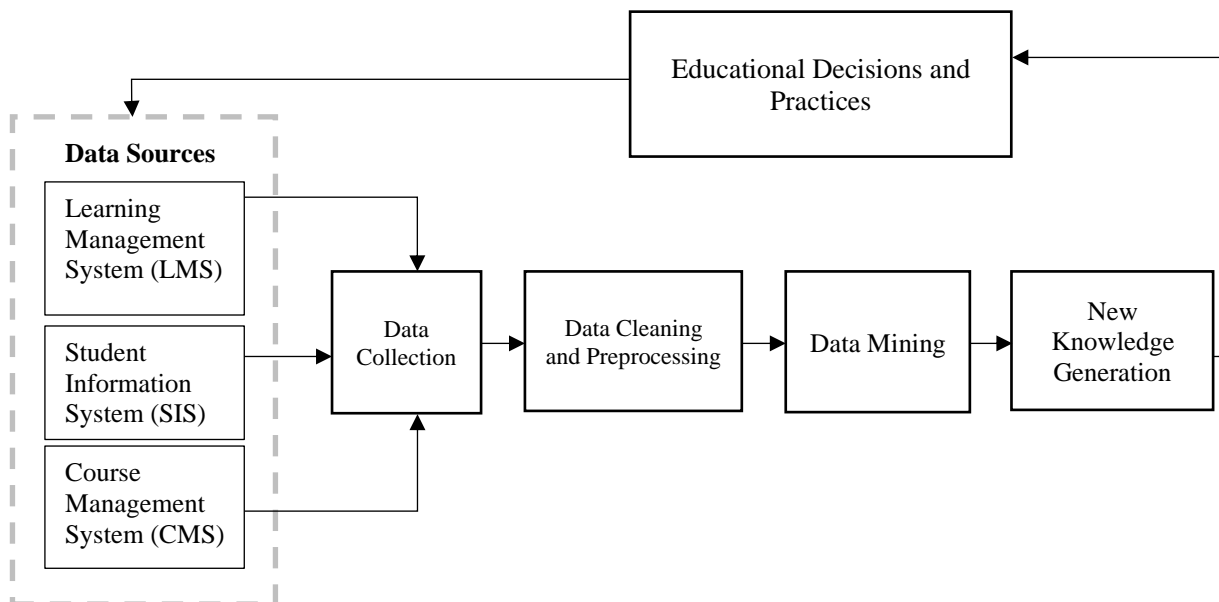 Educational Decisions and
Practices
Data Sources
Learning
Management
System (LMS)
Student
Information
System (SIS)
Course
Management
System (CMS)
Data
Collection
Data Cleaning
and Preprocessing
Data Mining
New
Knowledge
Generation